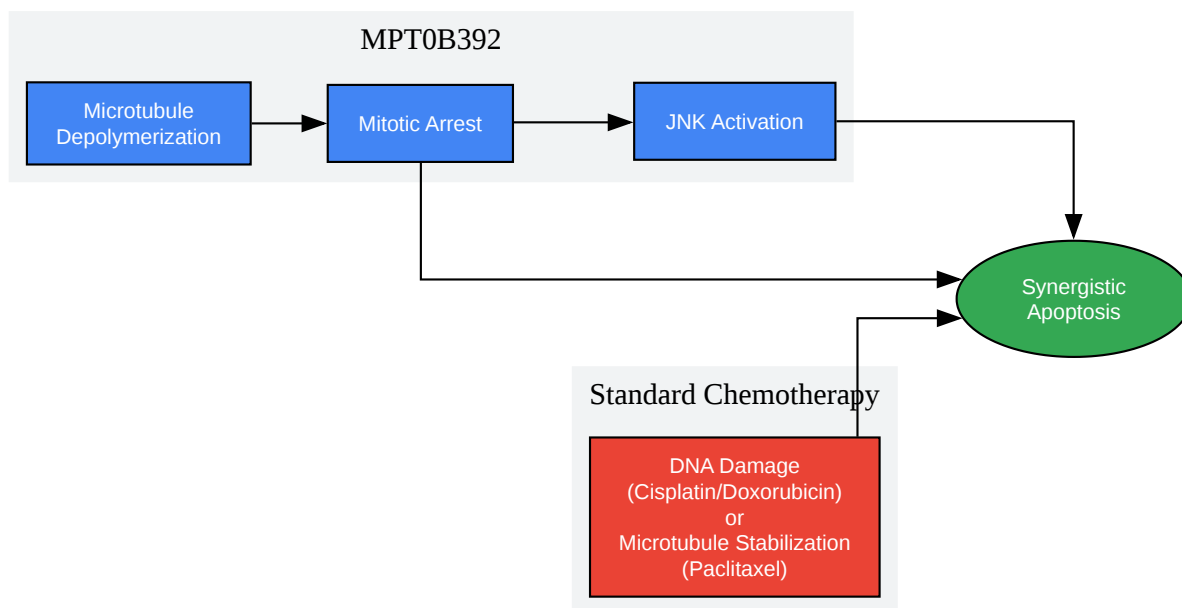 MPT0B392
Microtubule
Depolymerization
Mitotic Arrest
JNK Activation
Synergistic
Apoptosis
Standard Chemotherapy
DNA Damage
(Cisplatin/Doxorubicin)
or
Microtubule Stabilization
(Paclitaxel)